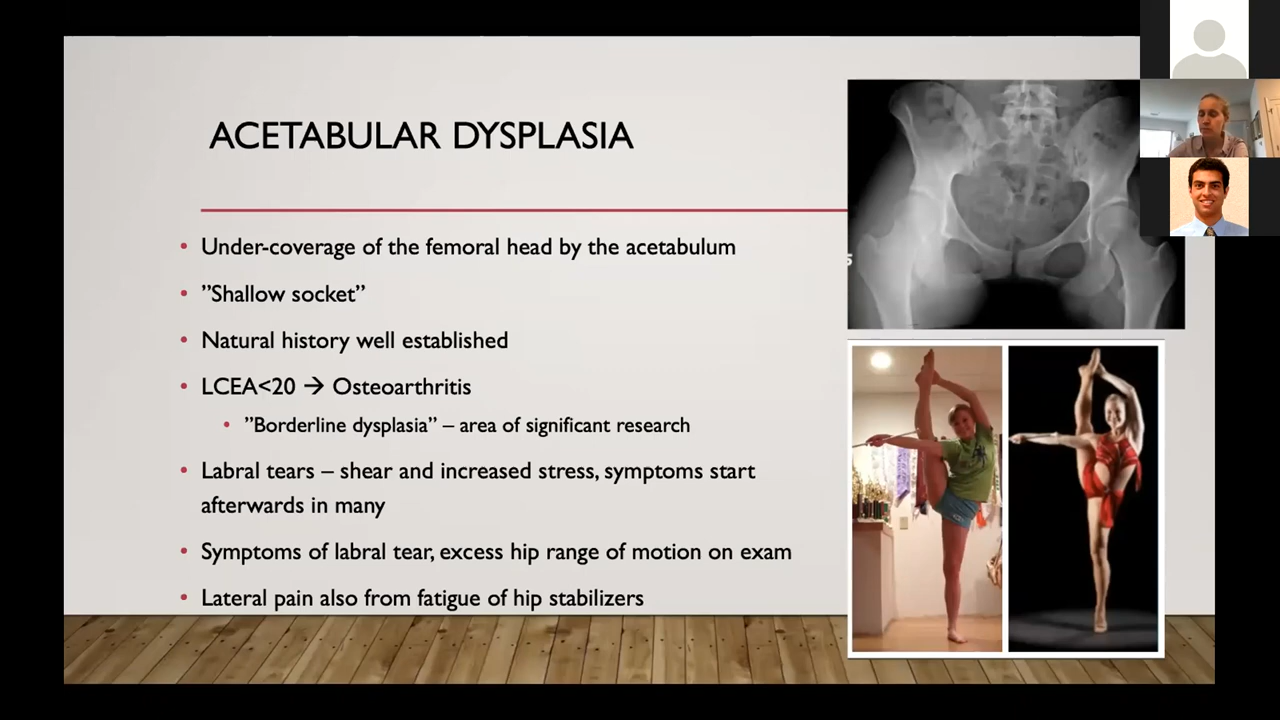 ACETABULAR DYSPLASIA
• Under-coverage of the femoral head by the acetabulum
• ”Shallow socket”
• Natural history well established
• LCEA<20 → Osteoarthritis
• ”Borderline dysplasia” – area of significant research
• Labral tears – shear and increased stress, symptoms start
afterwards in many
• Symptoms of labral tear, excess hip range of motion on exam
• Lateral pain also from fatigue of hip stabilizers